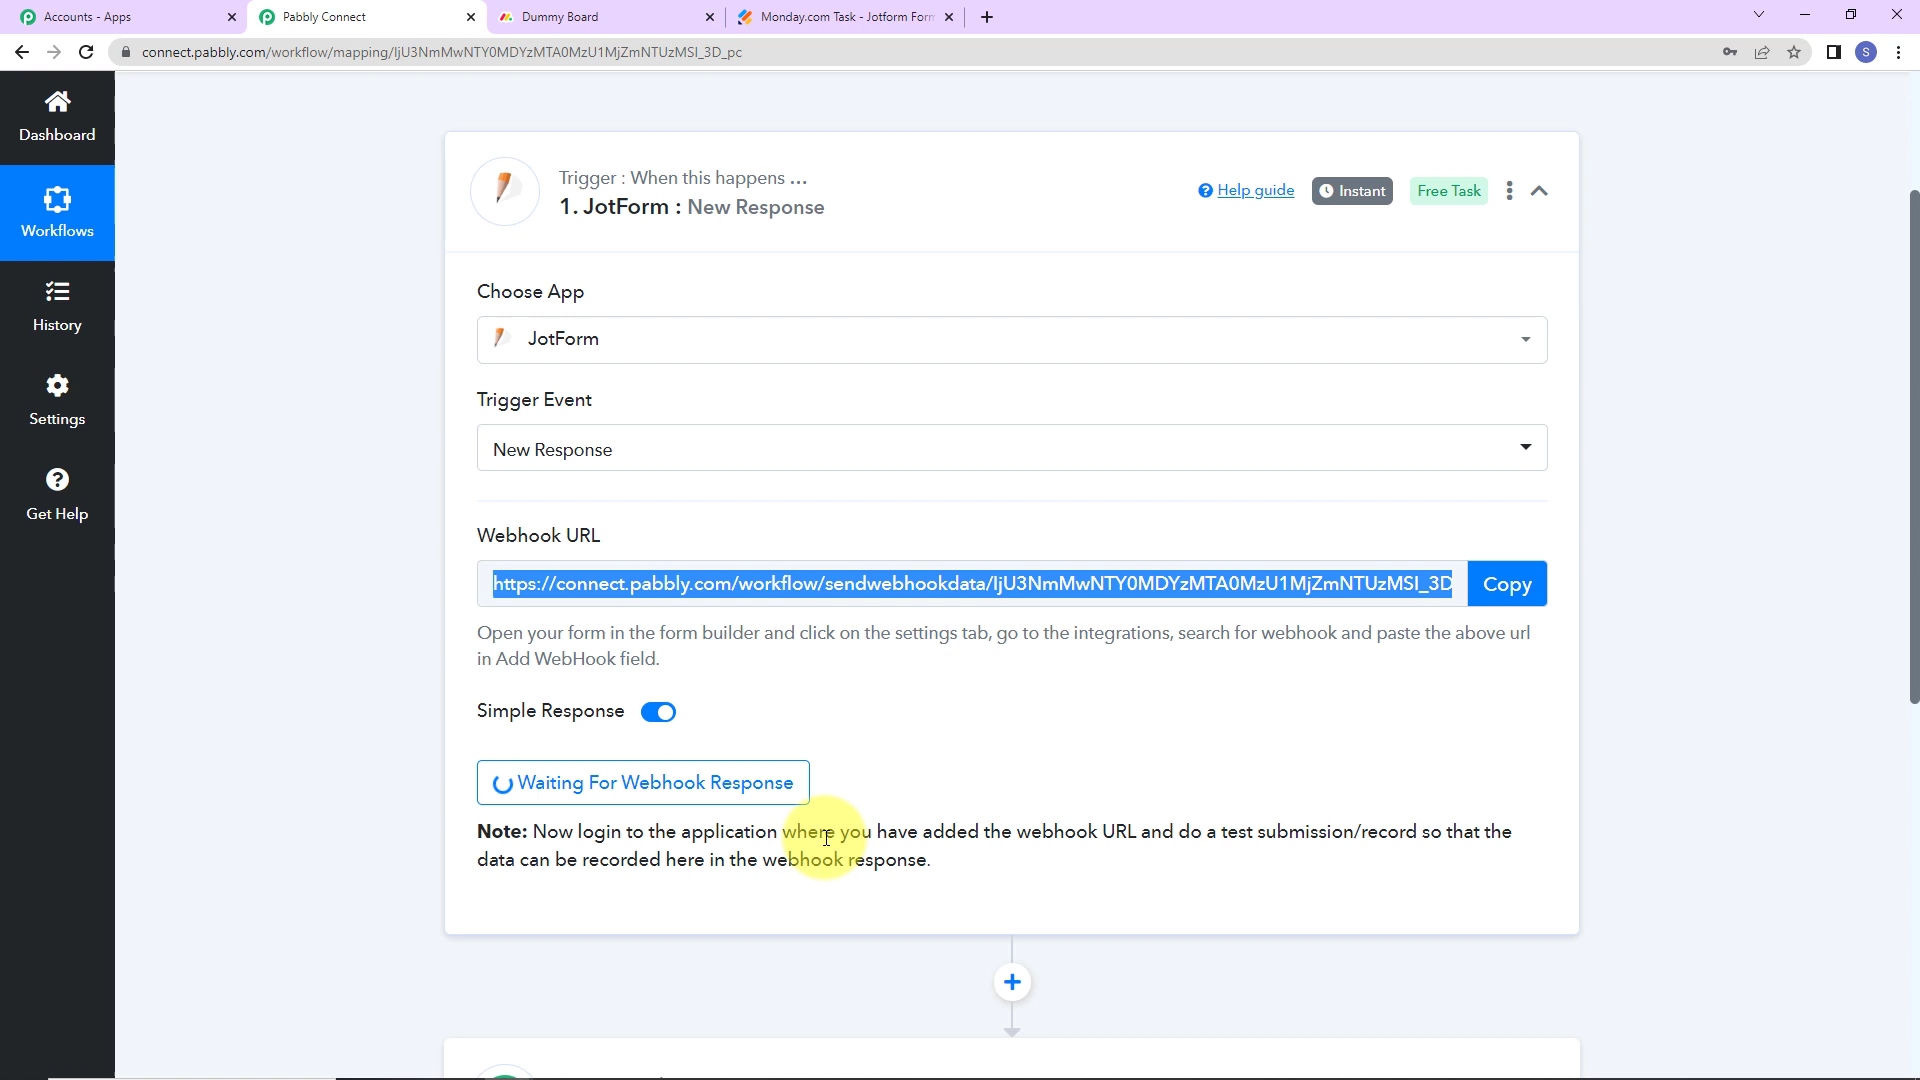 Accounts - Apps
Pabbly Connect
Dummy Board
Monday.com Task - Jotform Form
connect.pabbly.com/workflow/mapping/IjU3NmMwNTY0MDYzMTA0MzU1MjZmNTUzMSI_3D_pc
S
Dashboard
Workflows
History
Settings
Get Help
Trigger : When this happens ...
1. JotForm : New Response
Help guide
Instant
Free Task
Choose App
JotForm
Trigger Event
New Response
Webhook URL
https://connect.pabbly.com/workflow/sendwebhookdata/IjU3NmMwNTY0MDYzMTA0MzU1MjZmNTUzMSI_3D
Copy
Open your form in the form builder and click on the settings tab, go to the integrations, search for webhook and paste the above url
in Add WebHook field.
Simple Response
Waiting For Webhook Response
Note: Now login to the application where you have added the webhook URL and do a test submission/record so that the
data can be recorded here in the webhook response.